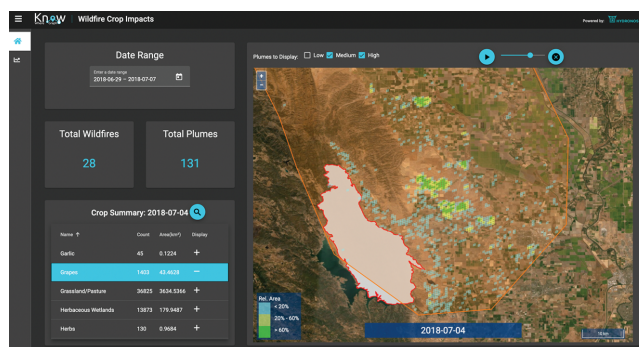 Know Wildfire Crop Impacts
Powered by:
Date Range
Enter a date range
2018-06-29 – 2018-07-07
Total Wildfires
28
Total Plumes
131
Crop Summary: 2018-07-04
Name ↑ Count Area(km²) Display
Garlic 45 0.1224 +
Grapes 1403 43.4628 −
Grassland/Pasture 36825 3634.5366 +
Herbaceous Wetlands 13873 179.9487 +
Herbs 130 0.9684 +
Plumes to Display: Low Medium High
+
−
Rel. Area
< 20%
20% - 60%
> 60%
2018-07-04
10 km